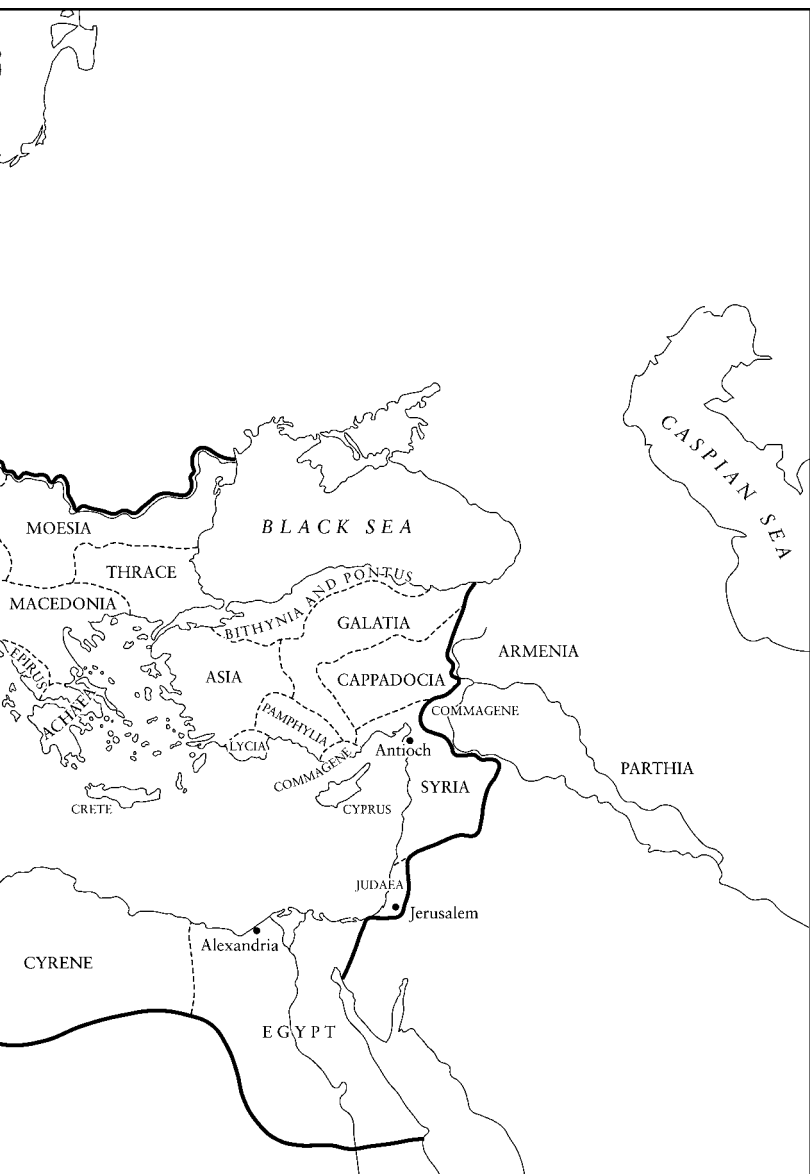 CASPIAN SEA
MOESIA
BLACK SEA
THRACE
BITHYNIA AND PONTUS
MACEDONIA
GALATIA
ARMENIA
EPIRUS
ASIA
CAPPADOCIA
ACHAEA
PAMPHYLIA
COMMAGENE
LYCIA
Antioch
COMMAGENE
PARTHIA
SYRIA
CRETE
CYPRUS
JUDAEA
Jerusalem
Alexandria
CYRENE
EGYPT